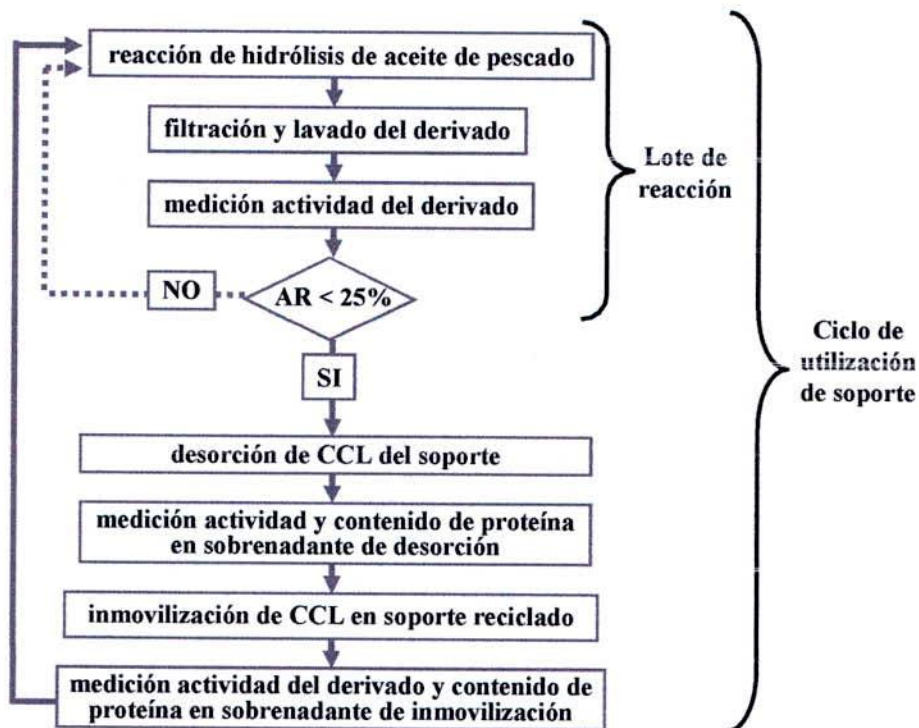 reacción de hidrólisis de aceite de pescado
filtración y lavado del derivado
medición actividad del derivado
Lote de
reacción
NO
AR < 25%
SI
Ciclo de
utilización
de soporte
desorción de CCL del soporte
medición actividad y contenido de proteína
en sobrenadante de desorción
inmovilización de CCL en soporte reciclado
medición actividad del derivado y contenido de
proteína en sobrenadante de inmovilización